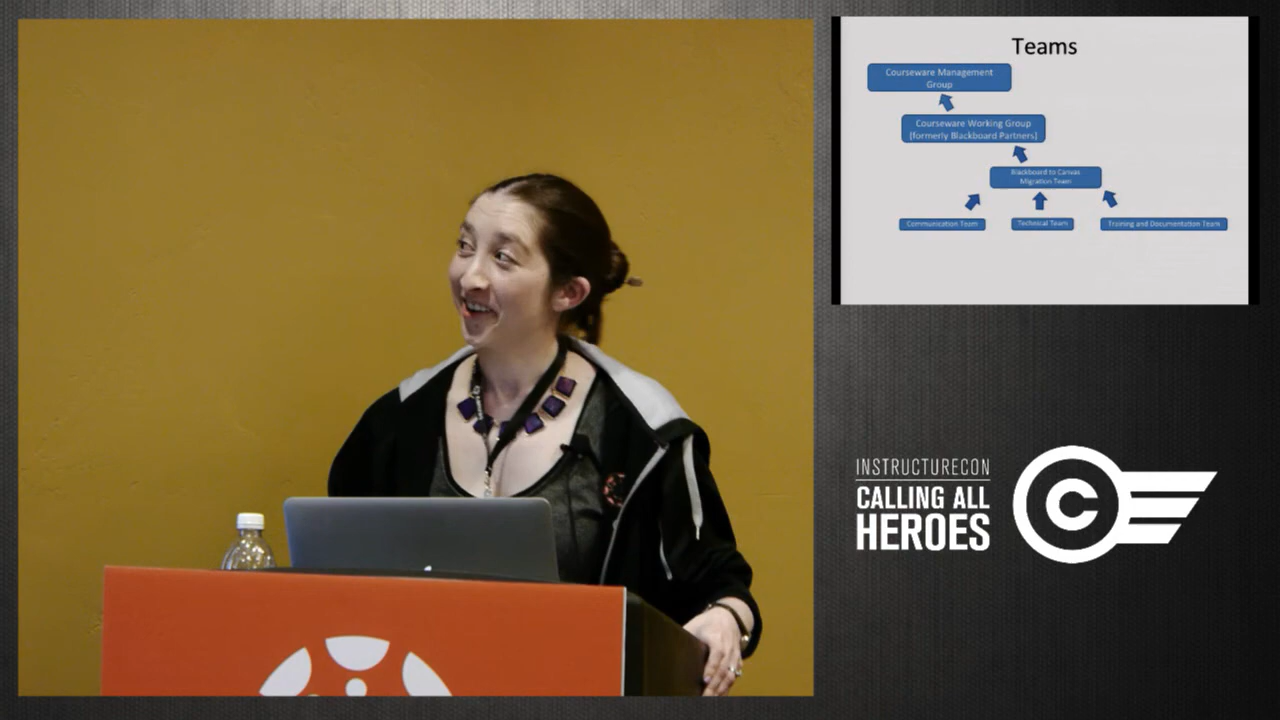 Teams
Courseware Management
Group
Courseware Working Group
[formerly Blackboard Partners]
Blackboard to Canvas
Migration Team
Communication Team
Technical Team
Training and Documentation Team
INSTRUCTURECON
CALLING ALL
HEROES
C